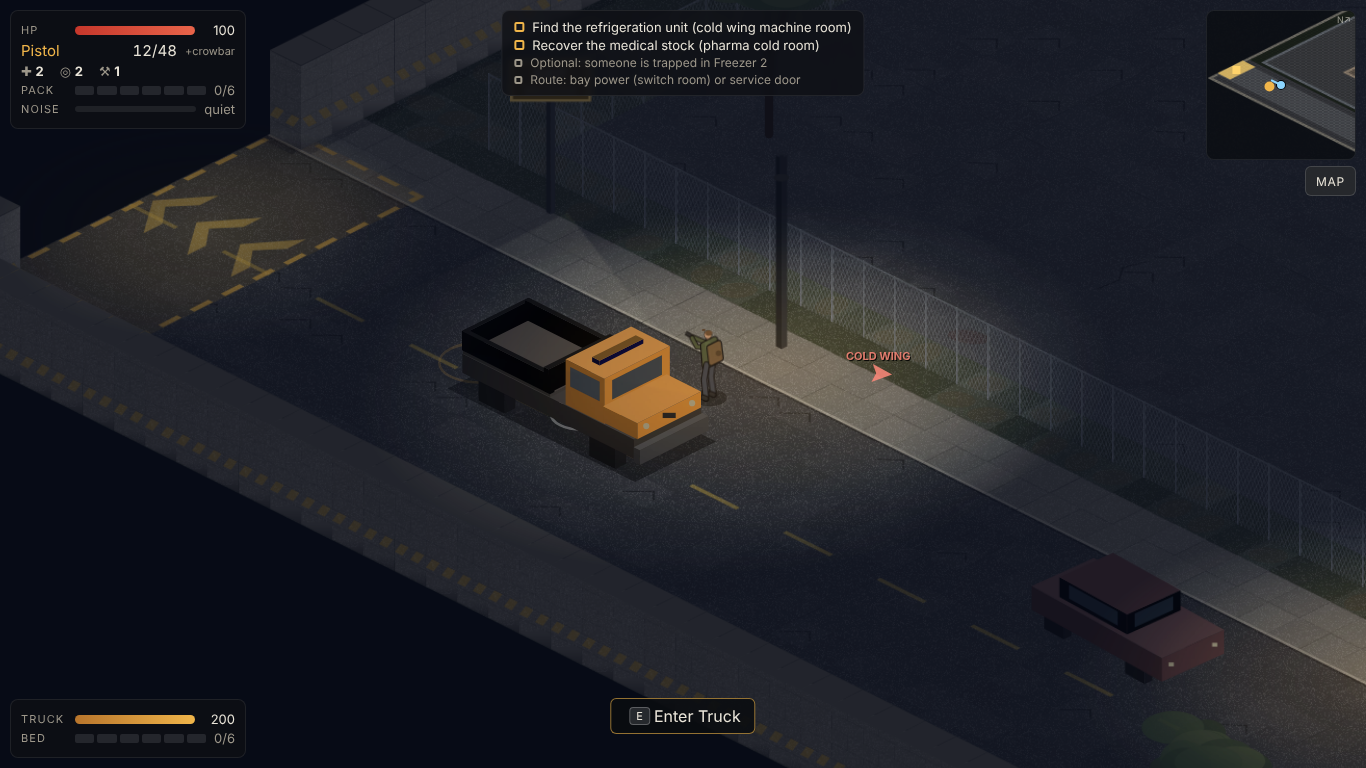 HP 100
Pistol 12/48 +crowbar
2 2 1
PACK 0/6
NOISE quiet
Find the refrigeration unit (cold wing machine room)
Recover the medical stock (pharma cold room)
Optional: someone is trapped in Freezer 2
Route: bay power (switch room) or service door
N
MAP
COLD WING
E Enter Truck
TRUCK 200
BED 0/6